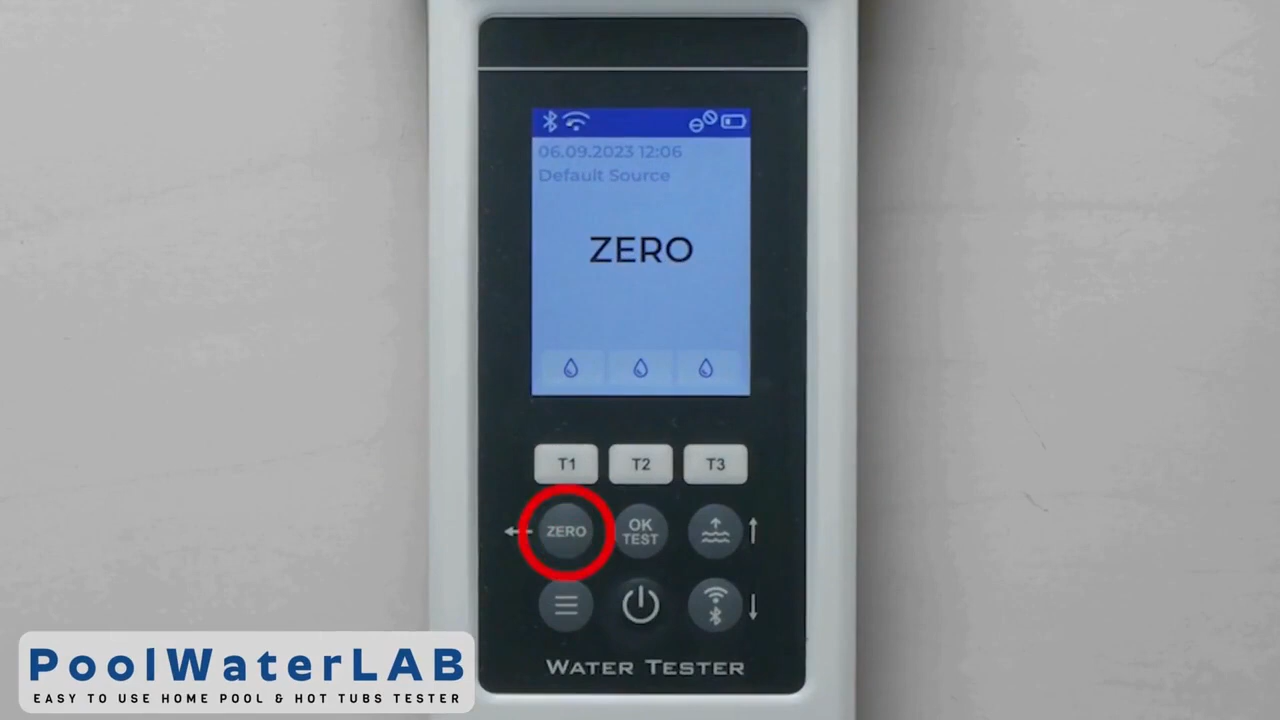 06.09.2023 12:06
Default Source
ZERO
T1 T2 T3
ZERO
OK
TEST
WATER TESTER
PoolWaterLAB
EASY TO USE HOME POOL & HOT TUBS TESTER